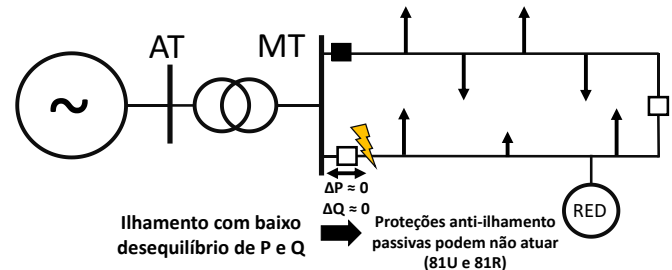 AT
MT
~
ΔP ≈ 0
ΔQ ≈ 0
RED
Ilhamento com baixo
desequilíbrio de P e Q
Proteções anti-ilhamento
passivas podem não atuar
(81U e 81R)